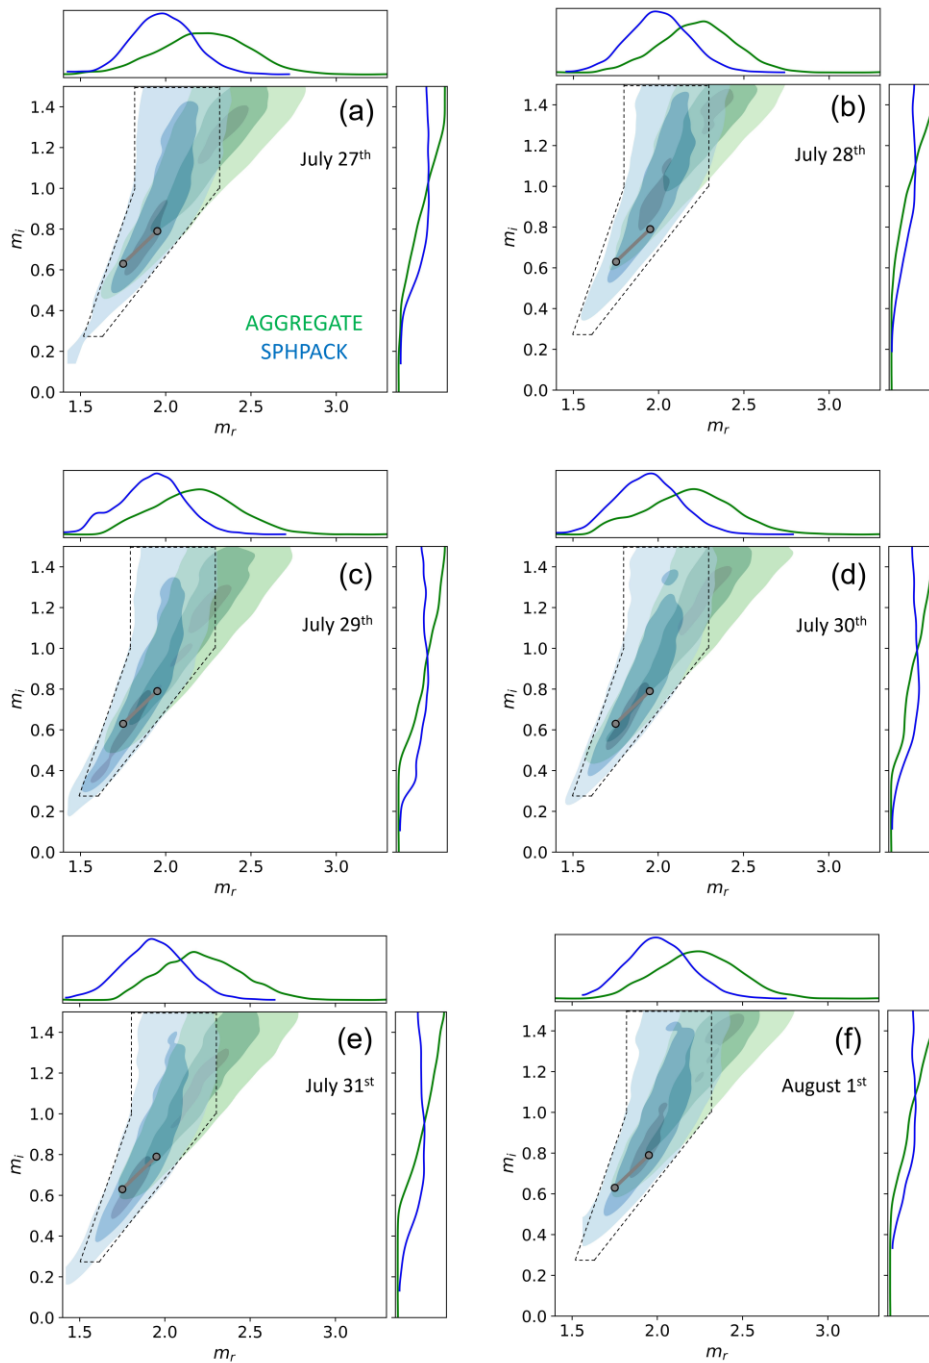 (a)
July 27th
AGGREGATE
SPHPACK
1.4
1.2
1.0
0.8
0.6
0.4
0.2
0.0
mi
1.5 2.0 2.5 3.0
mr
(b)
July 28th
1.4
1.2
1.0
0.8
0.6
0.4
0.2
0.0
mi
1.5 2.0 2.5 3.0
mr
(c)
July 29th
1.4
1.2
1.0
0.8
0.6
0.4
0.2
0.0
mi
1.5 2.0 2.5 3.0
mr
(d)
July 30th
1.4
1.2
1.0
0.8
0.6
0.4
0.2
0.0
mi
1.5 2.0 2.5 3.0
mr
(e)
July 31st
1.4
1.2
1.0
0.8
0.6
0.4
0.2
0.0
mi
1.5 2.0 2.5 3.0
mr
(f)
August 1st
1.4
1.2
1.0
0.8
0.6
0.4
0.2
0.0
mi
1.5 2.0 2.5 3.0
mr